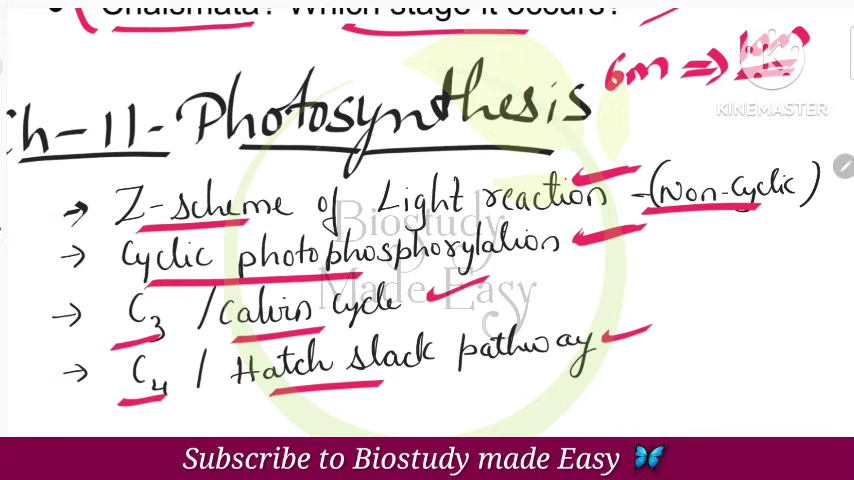 Chaismata? Which stage it occurs?
6m ⇒
KINEMASTER
Ch-11-Photosynthesis
→ Z-scheme of Light reaction -(Non-Cyclic)
→ Cyclic photophosphorylation
→ C3 / Calvin Cycle
→ C4 / Hatch slack pathway
Biostudy
Made Easy
Subscribe to Biostudy made Easy 🦋